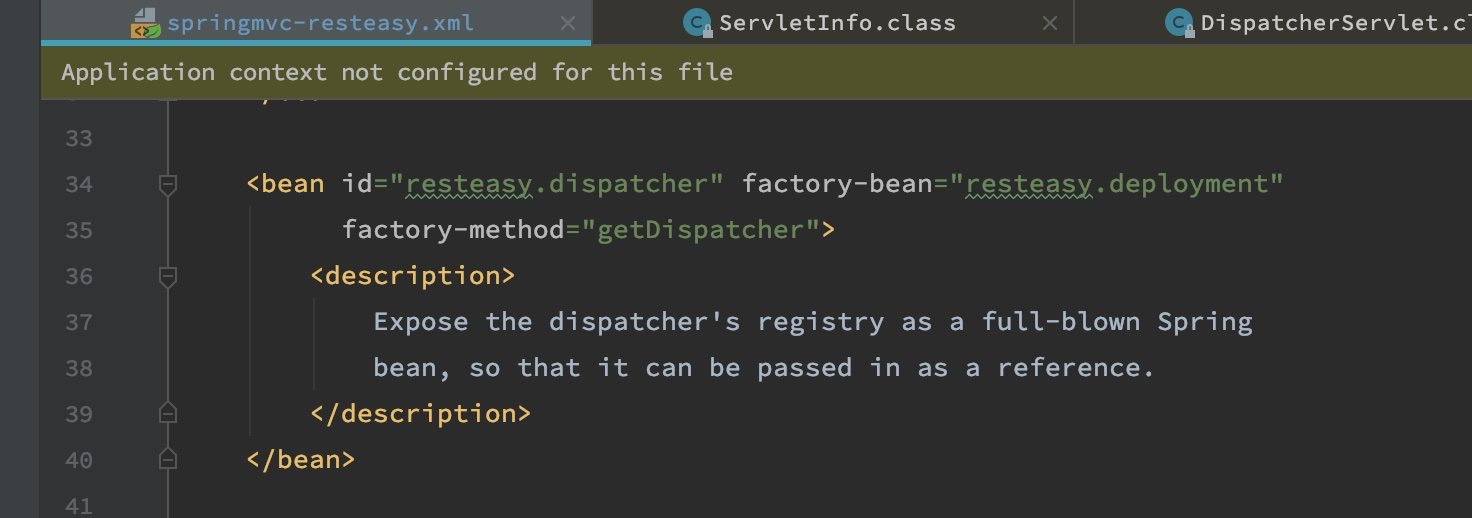 springmvc-resteasy.xml ServletInfo.class DispatcherServlet.cl
Application context not configured for this file
33
34 <bean id="resteasy.dispatcher" factory-bean="resteasy.deployment"
35 factory-method="getDispatcher">
36 <description>
37 Expose the dispatcher's registry as a full-blown Spring
38 bean, so that it can be passed in as a reference.
39 </description>
40 </bean>
41